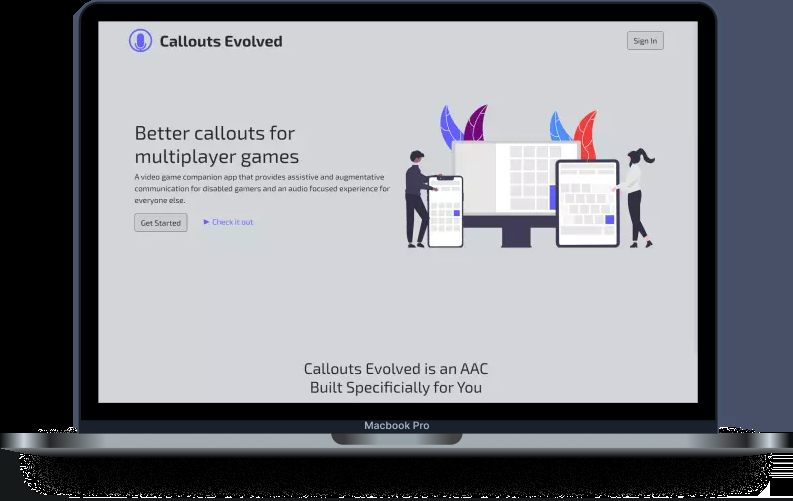 Callouts Evolved
Sign In
Better callouts for
multiplayer games
A video game companion app that provides assistive and augmentative
communication for disabled gamers and an audio focused experience for
everyone else.
Get Started
▶ Check it out
Callouts Evolved is an AAC
Built Specificially for You
Macbook Pro